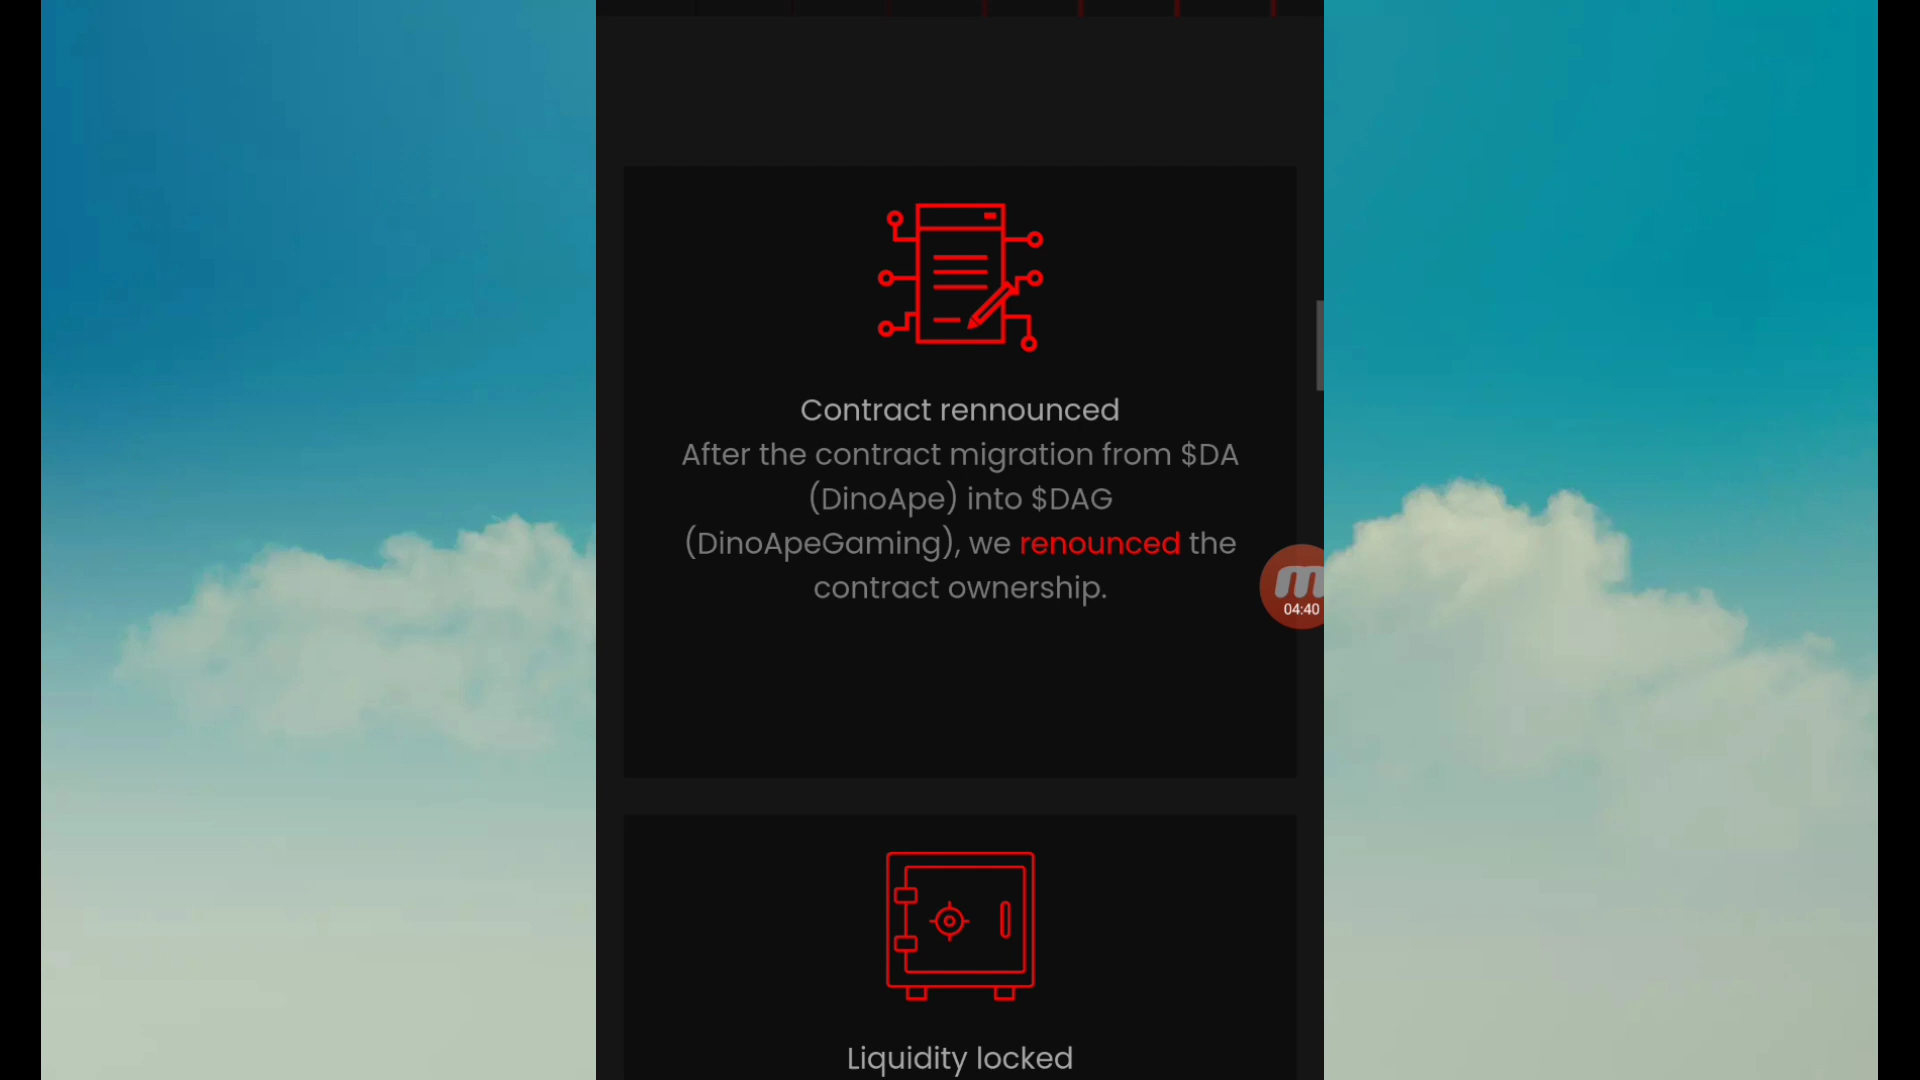 Contract rennounced
After the contract migration from $DA
(DinoApe) into $DAG
(DinoApeGaming), we renounced the
contract ownership.
m
04:40
Liquidity locked